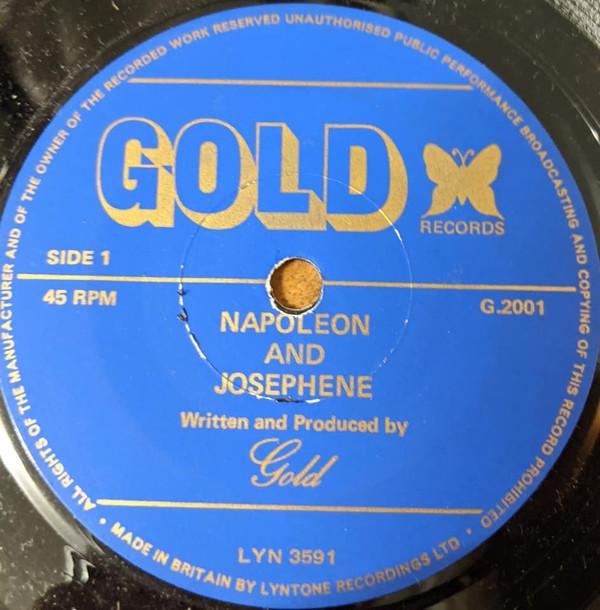 ALL RIGHTS OF THE MANUFACTURER AND OF THE OWNER OF THE RECORDED WORK RESERVED UNAUTHORISED PUBLIC PERFORMANCE BROADCASTING AND COPYING OF THIS RECORD PROHIBITED
GOLD
RECORDS
SIDE 1
45 RPM
G.2001
NAPOLEON
AND
JOSEPHENE
Written and Produced by
Gold
LYN 3591
• MADE IN BRITAIN BY LYNTONE RECORDINGS LTD •